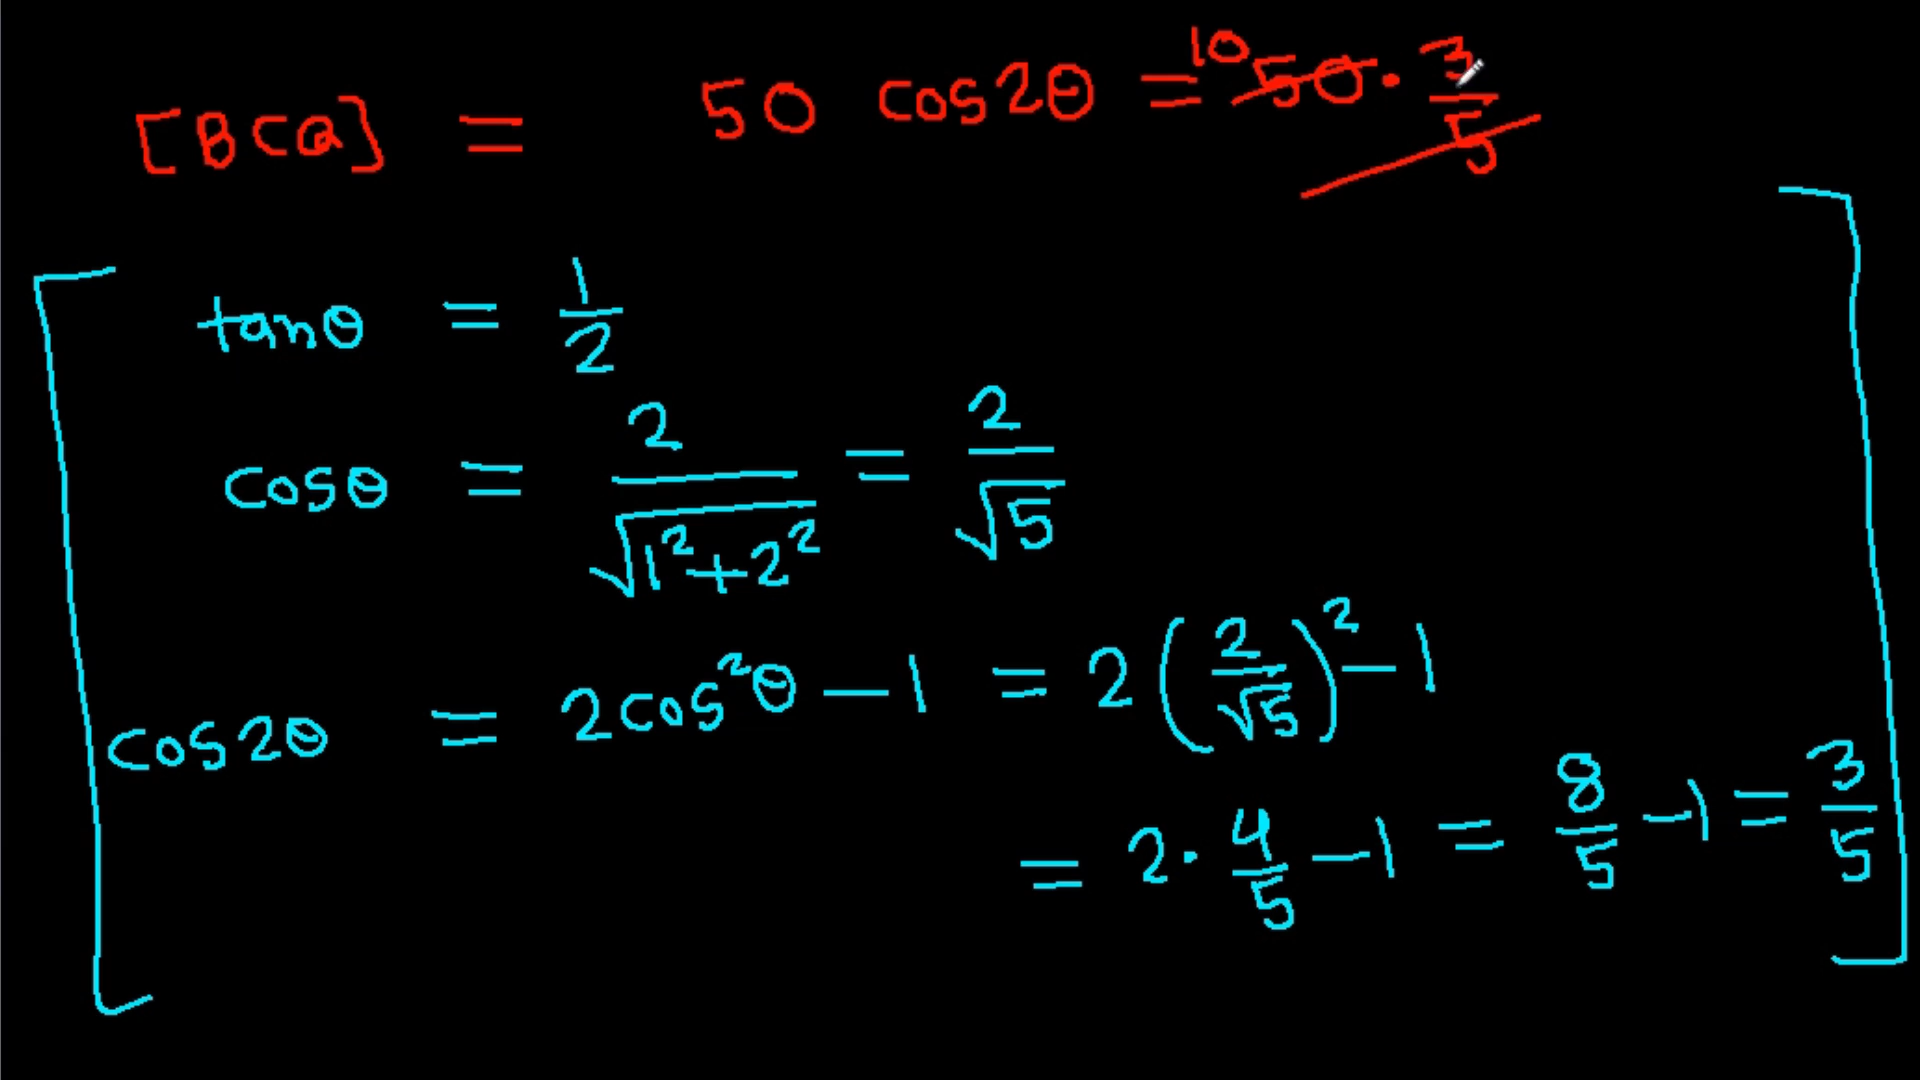 [BCQ] = 50 cos2θ = 10 50 · 3/5
tanθ = 1/2
cosθ = 2/√(1²+2²) = 2/√5
cos2θ = 2cos²θ - 1 = 2(2/√5)² - 1
= 2 · 4/5 - 1 = 8/5 - 1 = 3/5